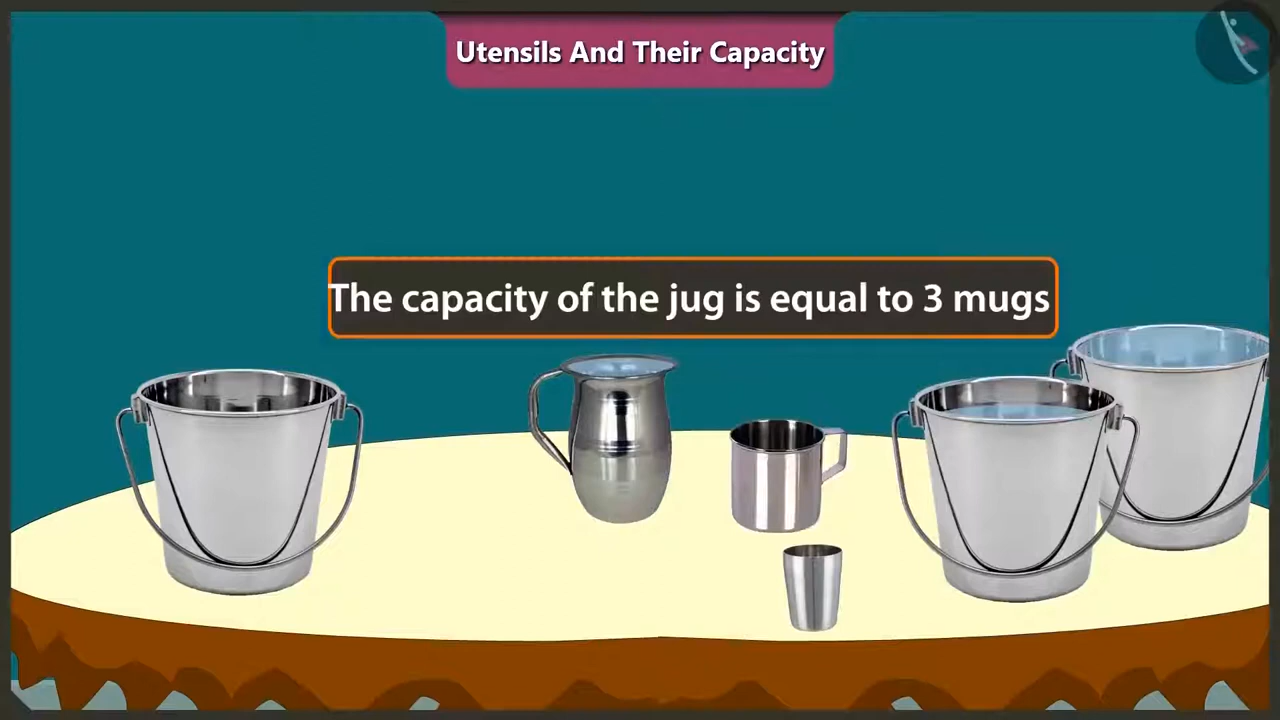 Utensils And Their Capacity
The capacity of the jug is equal to 3 mugs